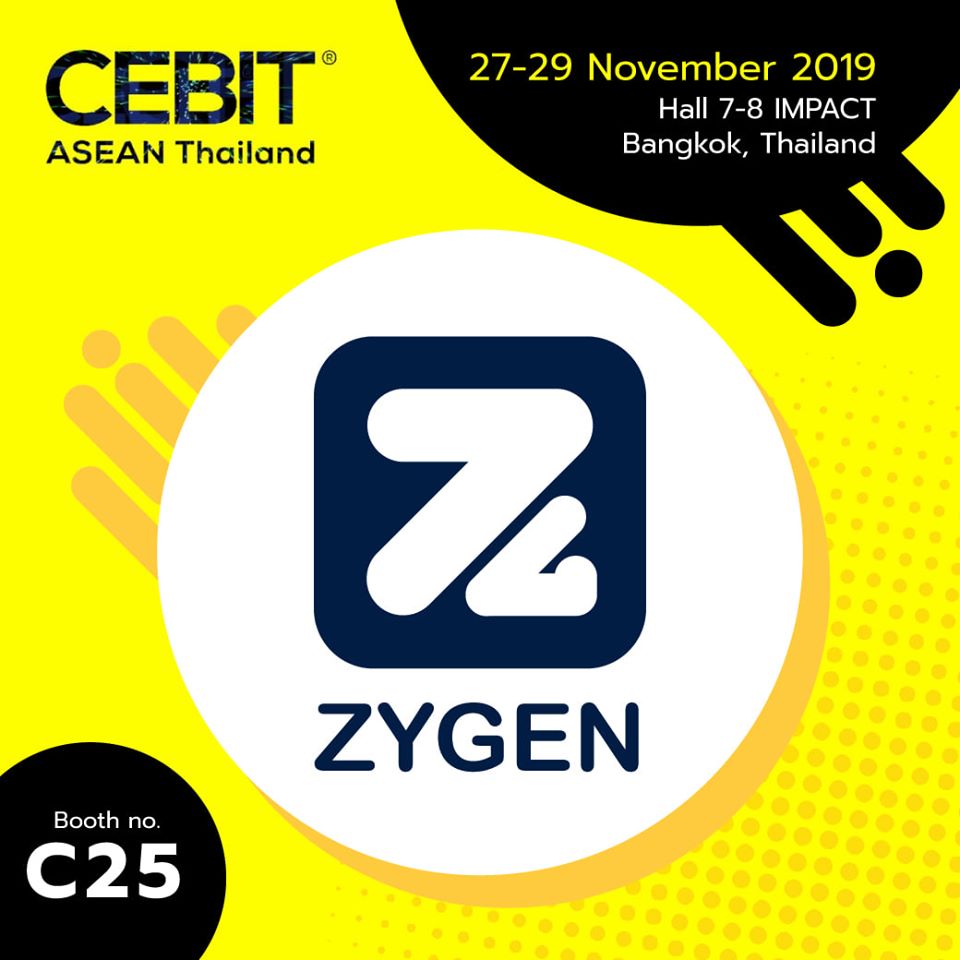 CEBIT®
ASEAN Thailand
27-29 November 2019
Hall 7-8 IMPACT
Bangkok, Thailand
ZYGEN
Booth no.
C25